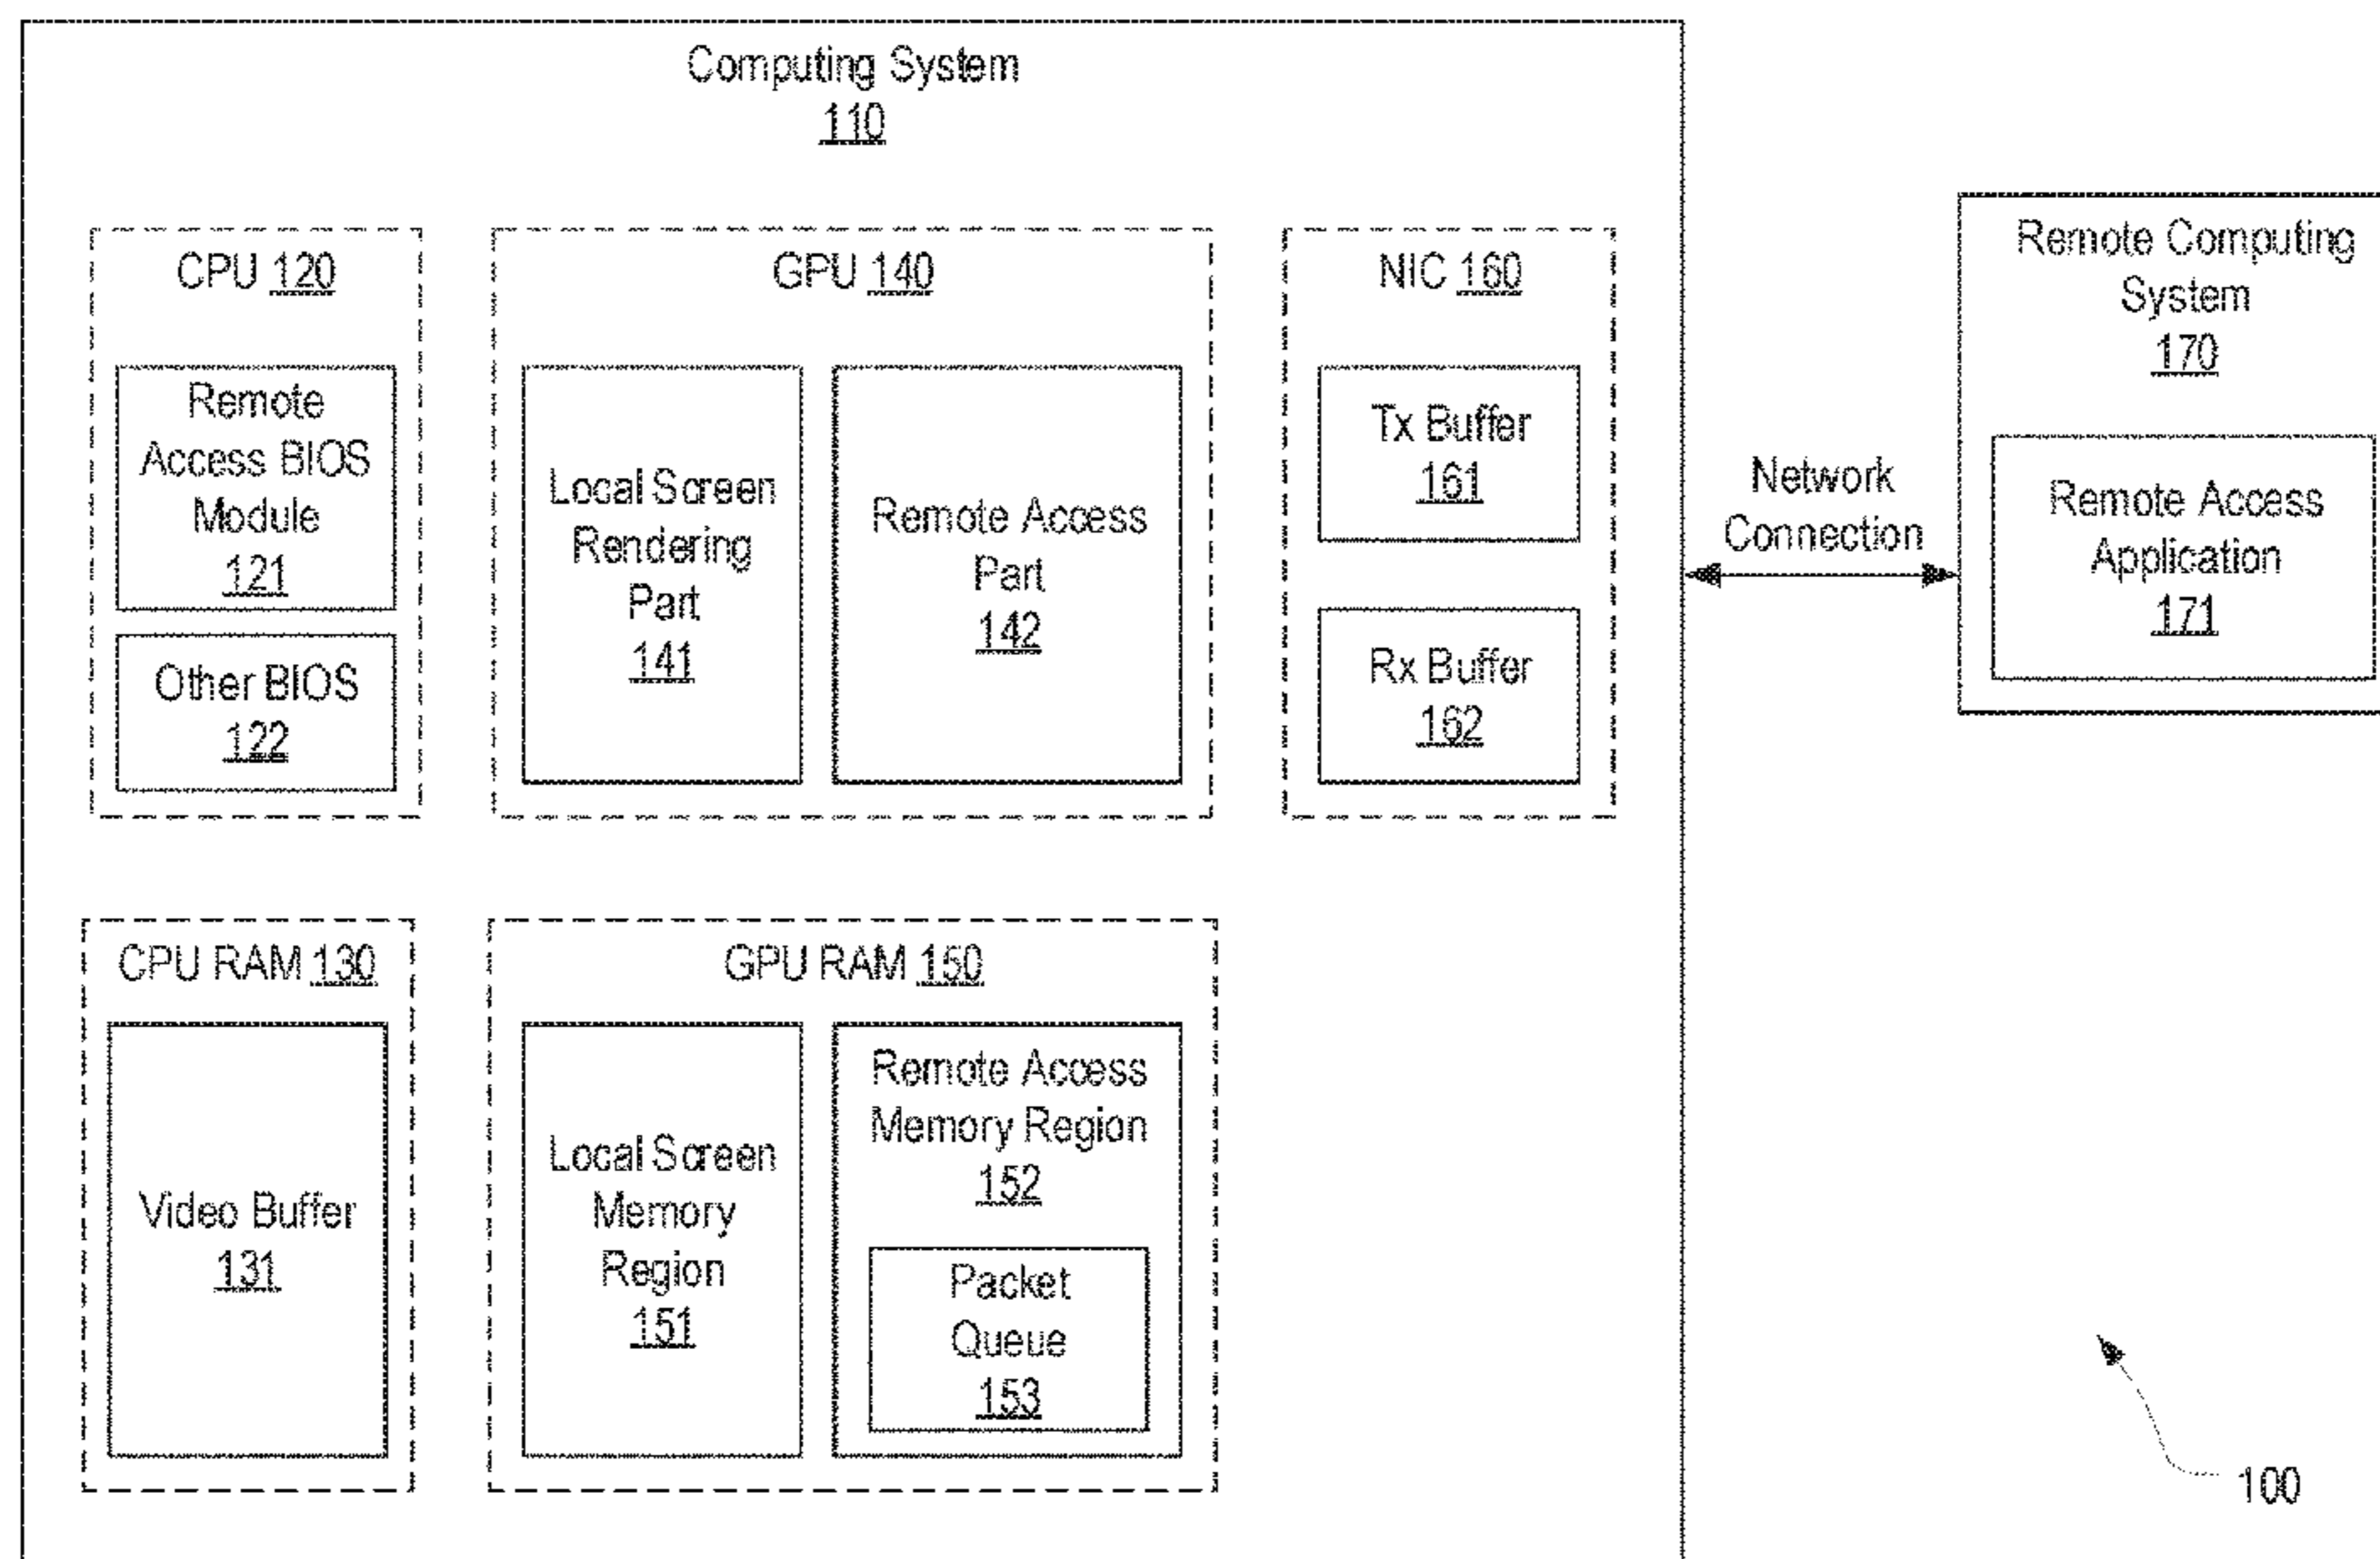 Computing System
110
CPU 120
Remote
Access BIOS
Module
121
Other BIOS
122
GPU 140
Local Screen
Rendering
Part
141
Remote Access
Part
142
NIC 160
Tx Buffer
161
Rx Buffer
162
Network
Connection
Remote Computing
System
170
Remote Access
Application
171
CPU RAM 130
Video Buffer
131
GPU RAM 150
Local Screen
Memory
Region
151
Remote Access
Memory Region
152
Packet
Queue
153
100